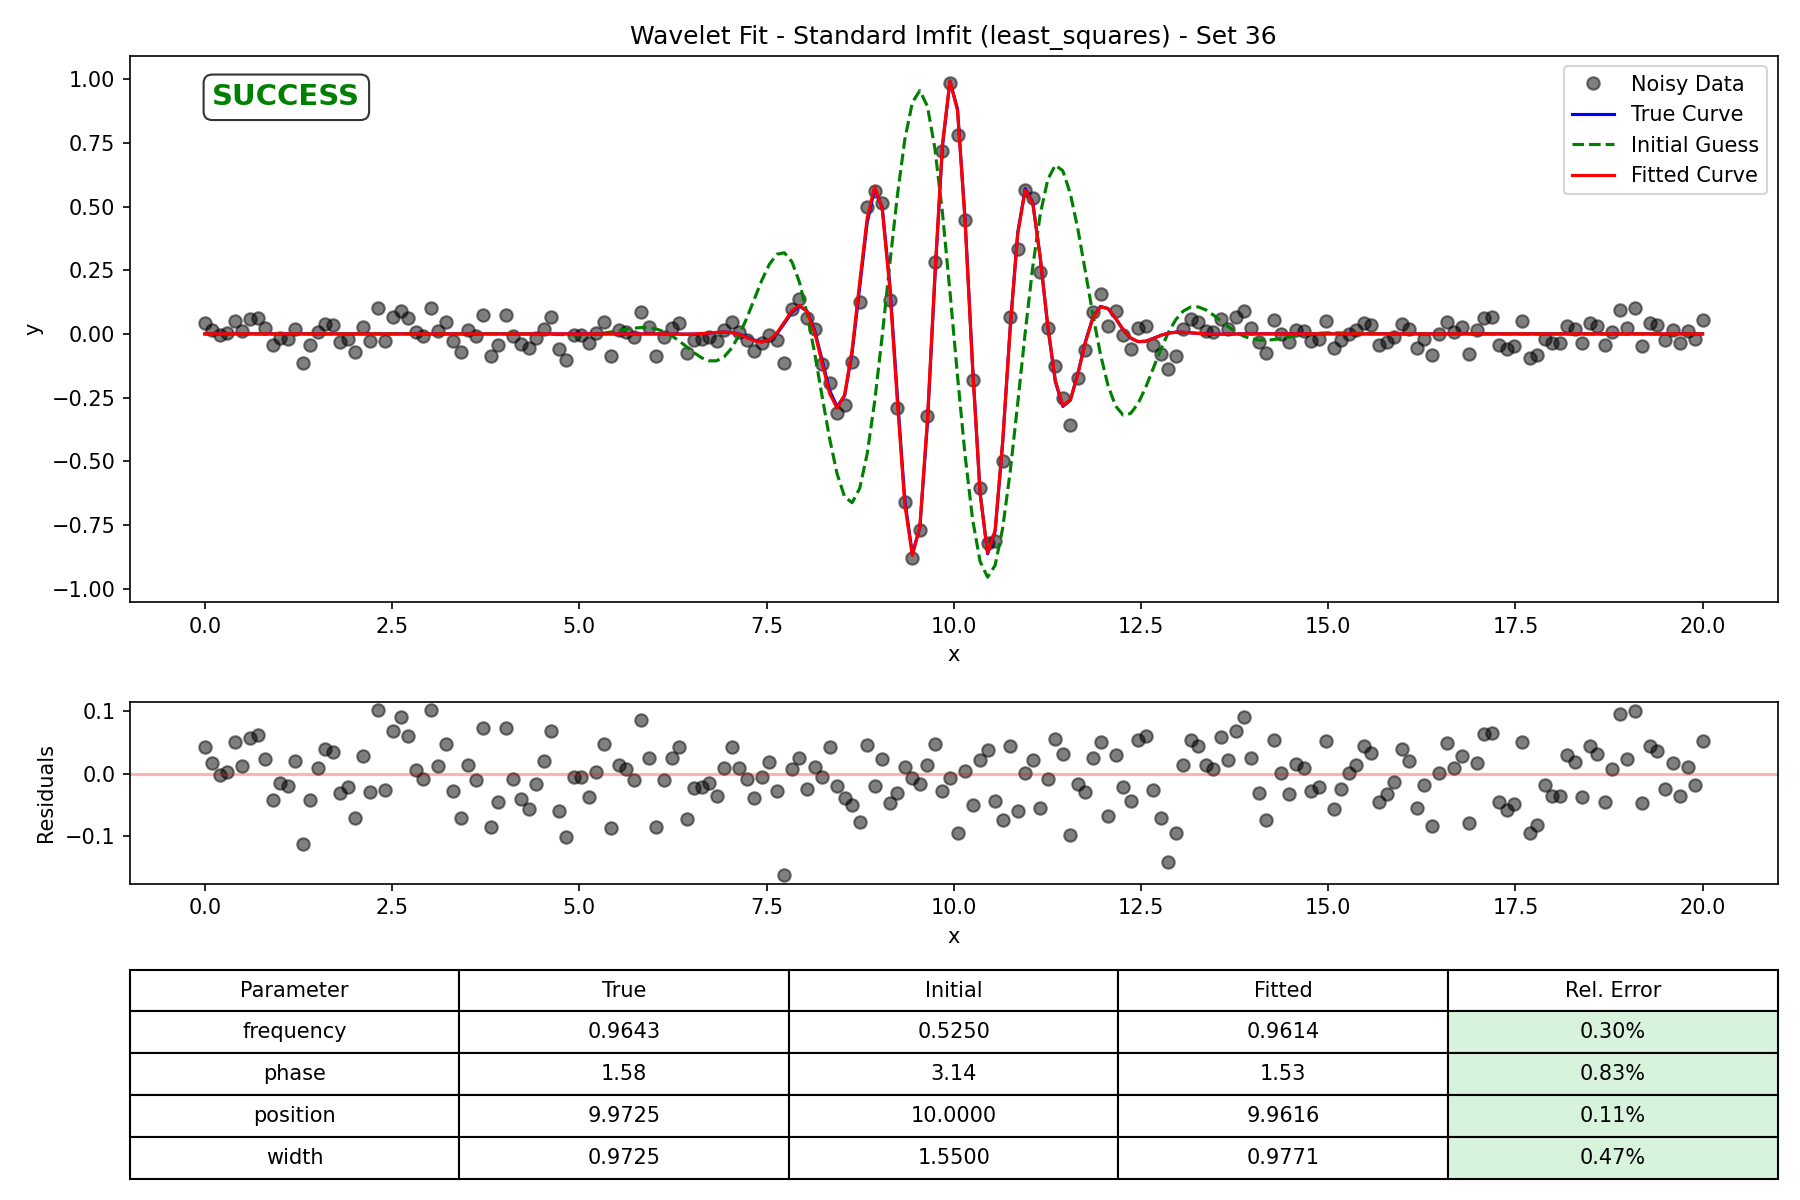 Wavelet Fit - Standard lmfit (least_squares) - Set 36
SUCCESS
Noisy Data
True Curve
Initial Guess
Fitted Curve
1.00
0.75
0.50
0.25
0.00
−0.25
−0.50
−0.75
−1.00
y
0.0 2.5 5.0 7.5 10.0 12.5 15.0 17.5 20.0
x
0.1
0.0
−0.1
Residuals
0.0 2.5 5.0 7.5 10.0 12.5 15.0 17.5 20.0
x
Parameter True Initial Fitted Rel. Error
frequency 0.9643 0.5250 0.9614 0.30%
phase 1.58 3.14 1.53 0.83%
position 9.9725 10.0000 9.9616 0.11%
width 0.9725 1.5500 0.9771 0.47%